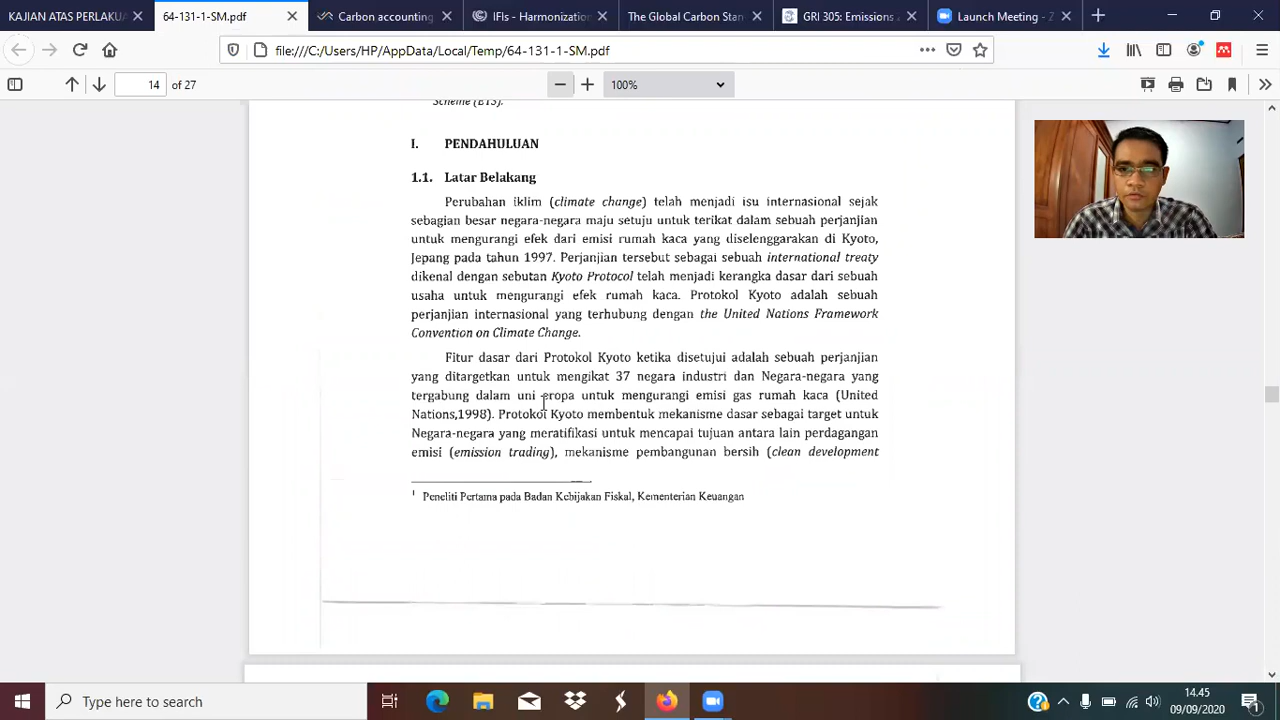 KAJIAN ATAS PERLAKUA
64-131-1-SM.pdf
Carbon accounting
IFIs - Harmonization
The Global Carbon Stan
GRI 305: Emissions
Launch Meeting - Z
file:///C:/Users/HP/AppData/Local/Temp/64-131-1-SM.pdf
14 of 27
100%
Scheme (ETS).
I. PENDAHULUAN
1.1. Latar Belakang
Perubahan iklim (climate change) telah menjadi isu internasional sejak
sebagian besar negara-negara maju setuju untuk terikat dalam sebuah perjanjian
untuk mengurangi efek dari emisi rumah kaca yang diselenggarakan di Kyoto,
Jepang pada tahun 1997. Perjanjian tersebut sebagai sebuah international treaty
dikenal dengan sebutan Kyoto Protocol telah menjadi kerangka dasar dari sebuah
usaha untuk mengurangi efek rumah kaca. Protokol Kyoto adalah sebuah
perjanjian internasional yang terhubung dengan the United Nations Framework
Convention on Climate Change.
Fitur dasar dari Protokol Kyoto ketika disetujui adalah sebuah perjanjian
yang ditargetkan untuk mengikat 37 negara industri dan Negara-negara yang
tergabung dalam uni eropa untuk mengurangi emisi gas rumah kaca (United
Nations,1998). Protokol Kyoto membentuk mekanisme dasar sebagai target untuk
Negara-negara yang meratifikasi untuk mencapai tujuan antara lain perdagangan
emisi (emission trading), mekanisme pembangunan bersih (clean development
1 Peneliti Pertama pada Badan Kebijakan Fiskal, Kementerian Keuangan
Type here to search
14.45
09/09/2020